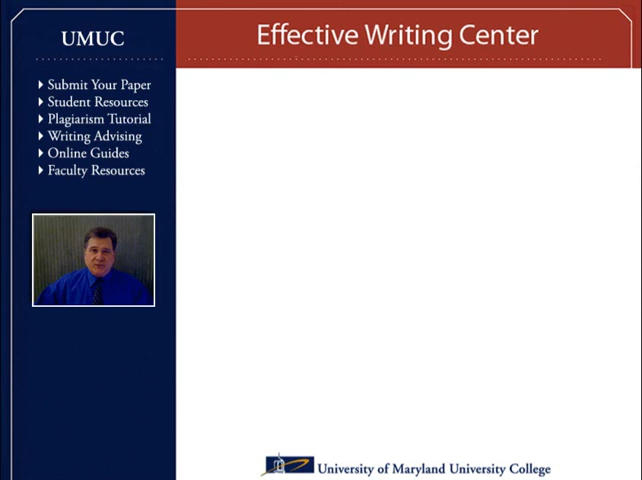 UMUC
Effective Writing Center
Submit Your Paper
Student Resources
Plagiarism Tutorial
Writing Advising
Online Guides
Faculty Resources
University of Maryland University College